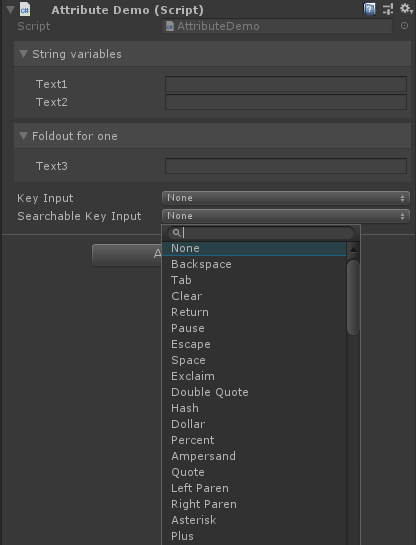 Attribute Demo (Script)
Script AttributeDemo
String variables
Text1
Text2
Foldout for one
Text3
Key Input None
Searchable Key Input None
A
None
Backspace
Tab
Clear
Return
Pause
Escape
Space
Exclaim
Double Quote
Hash
Dollar
Percent
Ampersand
Quote
Left Paren
Right Paren
Asterisk
Plus